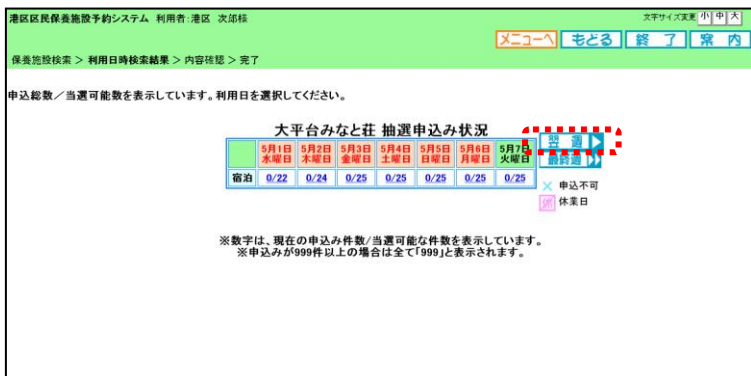 港区区民保養施設予約システム 利用者:港区 次郎様
文字サイズ変更 小 中 大
メニューへ もどる 終 了 案 内
保養施設検索 > 利用日時検索結果 > 内容確認 > 完了
申込総数／当選可能数を表示しています。利用日を選択してください。
大平台みなと荘 抽選申込み状況
5月1日 5月2日 5月3日 5月4日 5月5日 5月6日 5月7日
水曜日 木曜日 金曜日 土曜日 日曜日 月曜日 火曜日
宿泊 0/22 0/24 0/25 0/25 0/25 0/25 0/25
翌 週
最終週
× 申込不可
休 休業日
※数字は、現在の申込み件数/当選可能な件数を表示しています。
※申込みが999件以上の場合は全て「999」と表示されます。